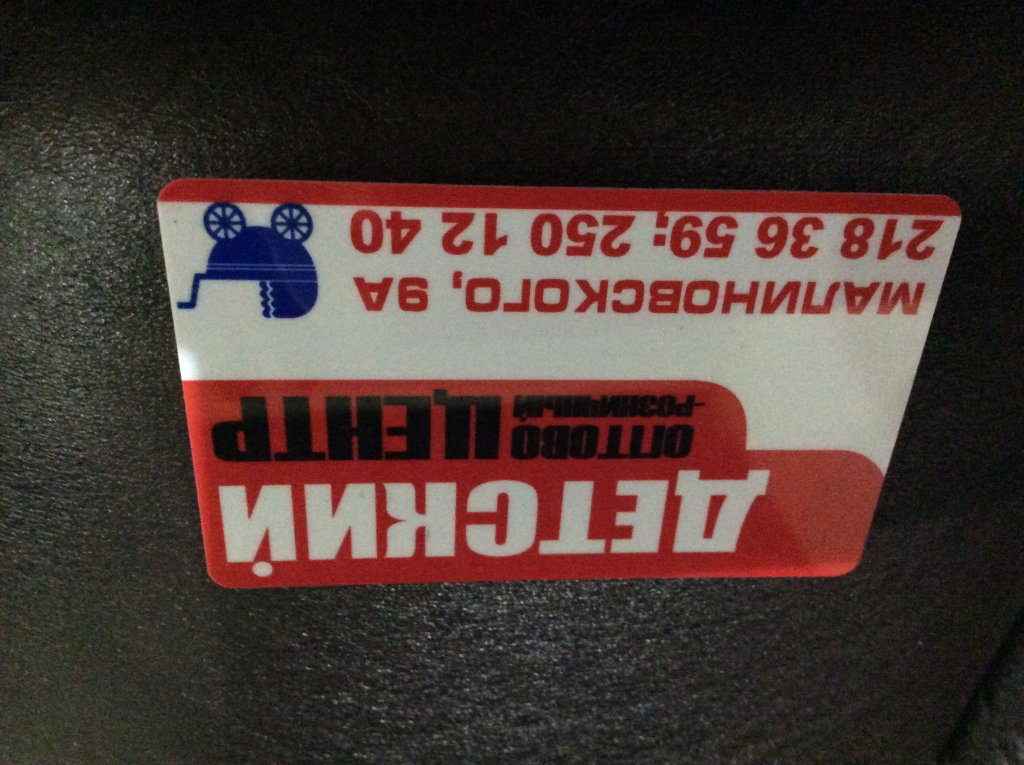 ДЕТСКИЙ
ОПТОВО
-РОЗНИЧНЫЙ
ЦЕНТР
МАЛИНОВСКОГО, 9А
218 36 59; 250 12 40